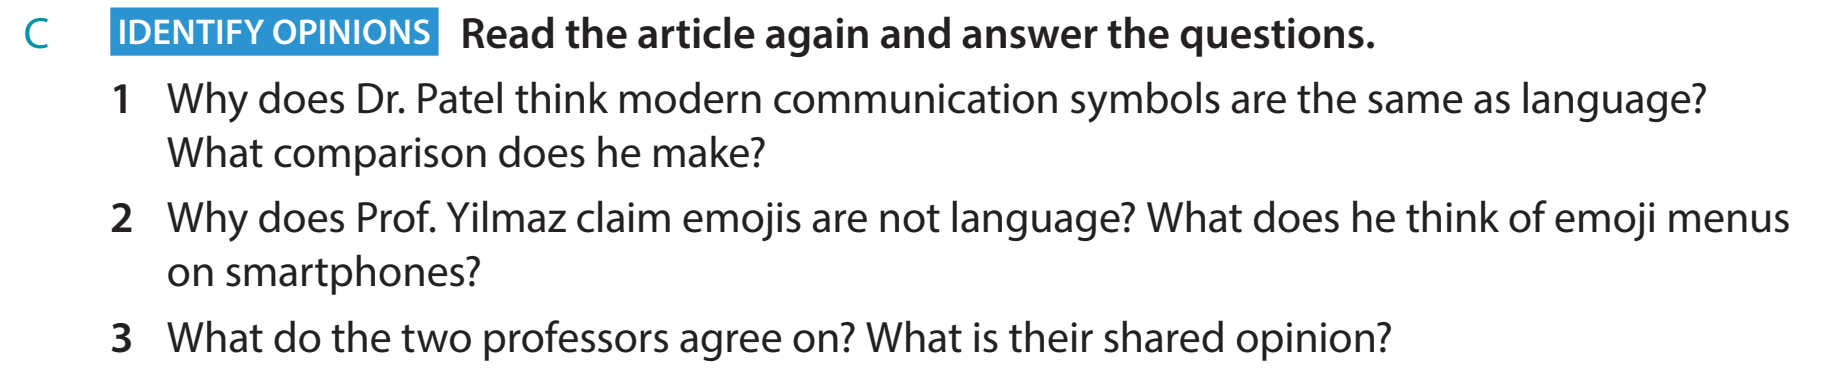 C IDENTIFY OPINIONS Read the article again and answer the questions.
1 Why does Dr. Patel think modern communication symbols are the same as language?
What comparison does he make?
2 Why does Prof. Yilmaz claim emojis are not language? What does he think of emoji menus
on smartphones?
3 What do the two professors agree on? What is their shared opinion?